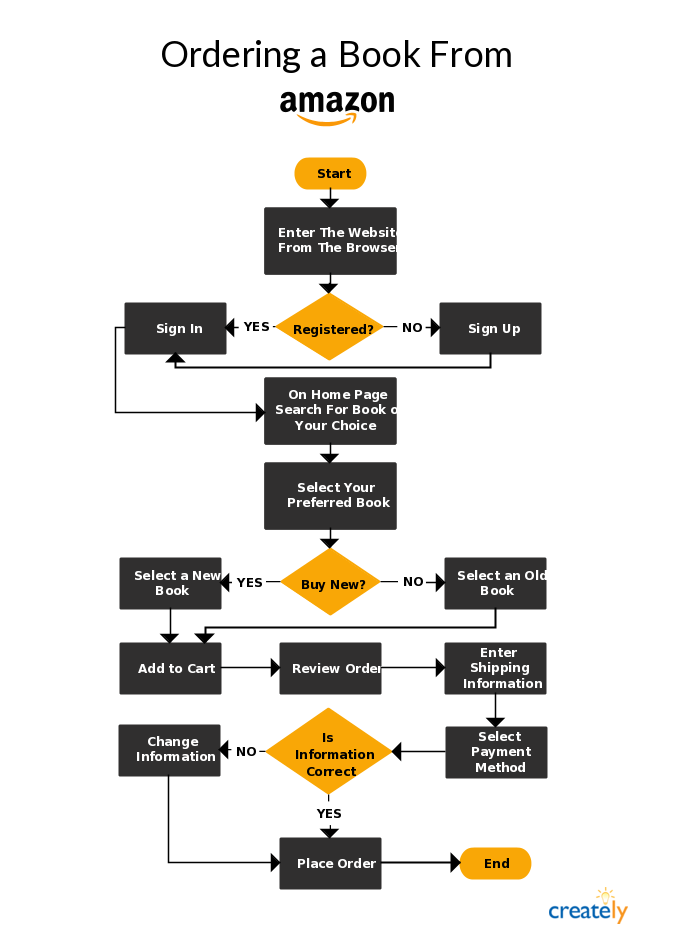 Ordering a Book From
amazon
Start
Enter The Website
From The Browser
Registered?
YES
NO
Sign In
Sign Up
On Home Page
Search For Book o
Your Choice
Select Your
Preferred Book
Buy New?
YES
NO
Select a New
Book
Select an Old
Book
Add to Cart
Review Order
Enter
Shipping
Information
Select
Payment
Method
Is
Information
Correct
NO
Change
Information
YES
Place Order
End
creately